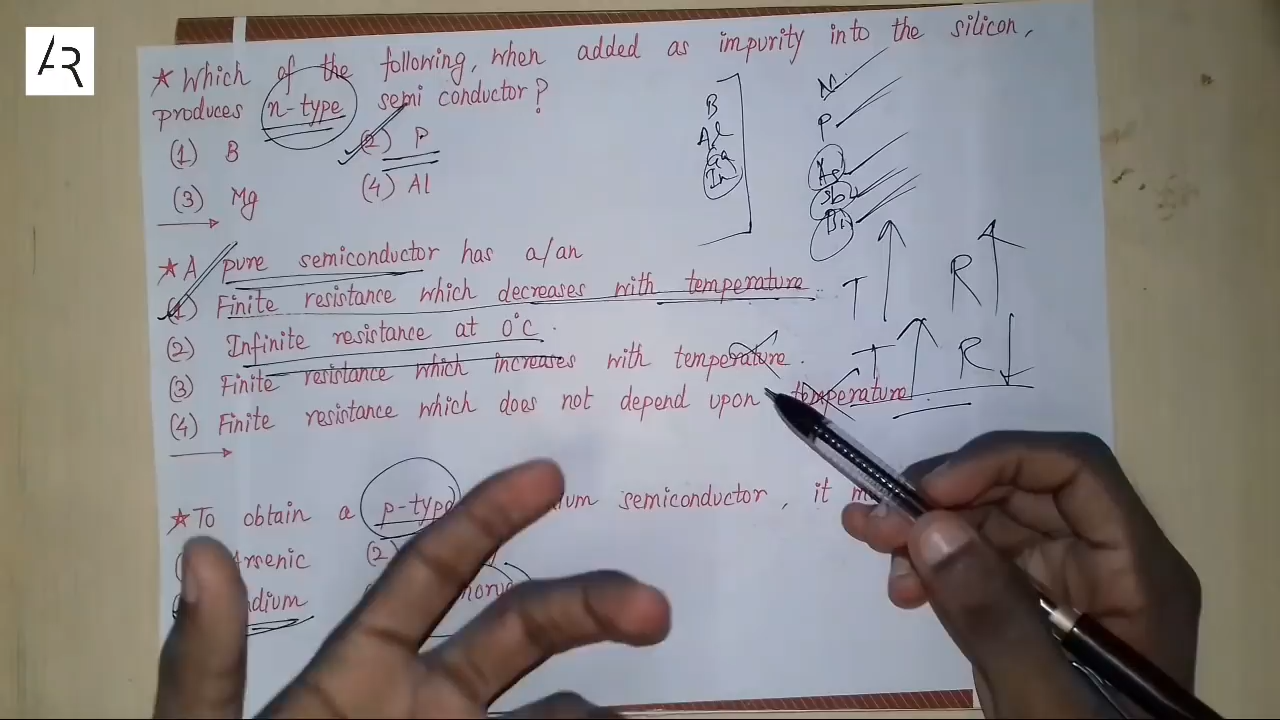 AR
★ Which of the following, when added as impurity into the silicon,
produces n-type semi conductor?
(1) B (2) P
(3) Mg (4) Al
★ A pure semiconductor has a/an
(1) Finite resistance which decreases with temperature.
(2) Infinite resistance at 0°C.
(3) Finite resistance which increases with temperature.
(4) Finite resistance which does not depend upon temperature.
★ To obtain a p-type semiconductor, it
Arsenic (2)
B
Al
Ga
In
N
P
As
Sb
Bi
T R
T R